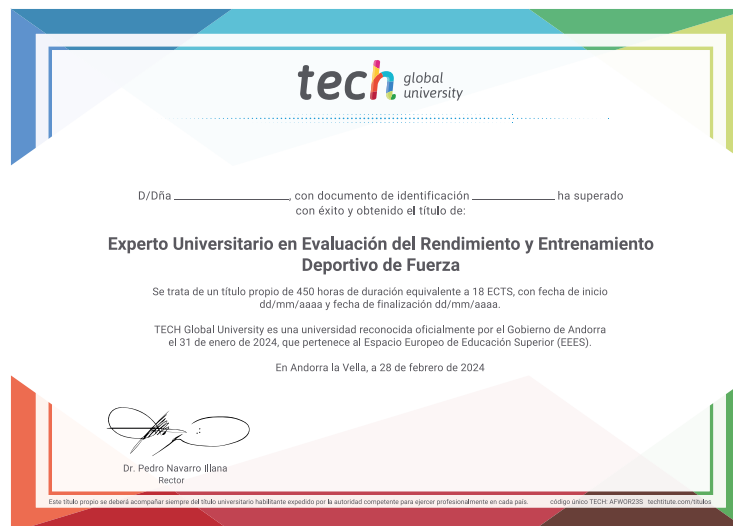 tech global university
D/Dña ______________, con documento de identificación __________ ha superado
con éxito y obtenido el título de:
Experto Universitario en Evaluación del Rendimiento y Entrenamiento
Deportivo de Fuerza
Se trata de un título propio de 450 horas de duración equivalente a 18 ECTS, con fecha de inicio
dd/mm/aaaa y fecha de finalización dd/mm/aaaa.
TECH Global University es una universidad reconocida oficialmente por el Gobierno de Andorra
el 31 de enero de 2024, que pertenece al Espacio Europeo de Educación Superior (EEES).
En Andorra la Vella, a 28 de febrero de 2024
Dr. Pedro Navarro Illana
Rector
Este título propio se deberá acompañar siempre del título universitario habilitante expedido por la autoridad competente para ejercer profesionalmente en cada país. código único TECH: AFWOR23S techtitute.com/titulos